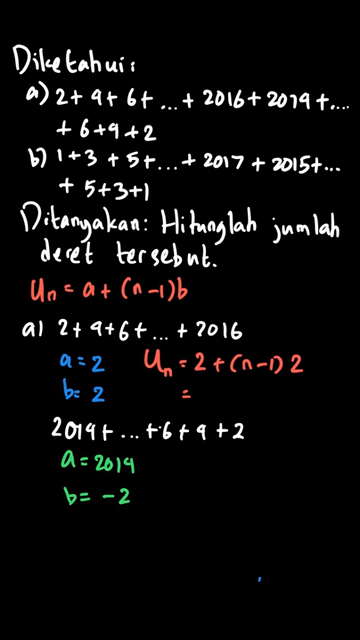 Diketahui:
a) 2 + 4 + 6 + ... + 2016 + 2014 + ...
+ 6 + 4 + 2
b) 1 + 3 + 5 + ... + 2017 + 2015 + ...
+ 5 + 3 + 1
Ditanyakan: Hitunglah jumlah
deret tersebut.
Un = a + (n-1)b
a) 2 + 4 + 6 + ... + 2016
a = 2 Un = 2 + (n-1) 2
b = 2 =
2014 + ... + 6 + 4 + 2
a = 2014
b = -2